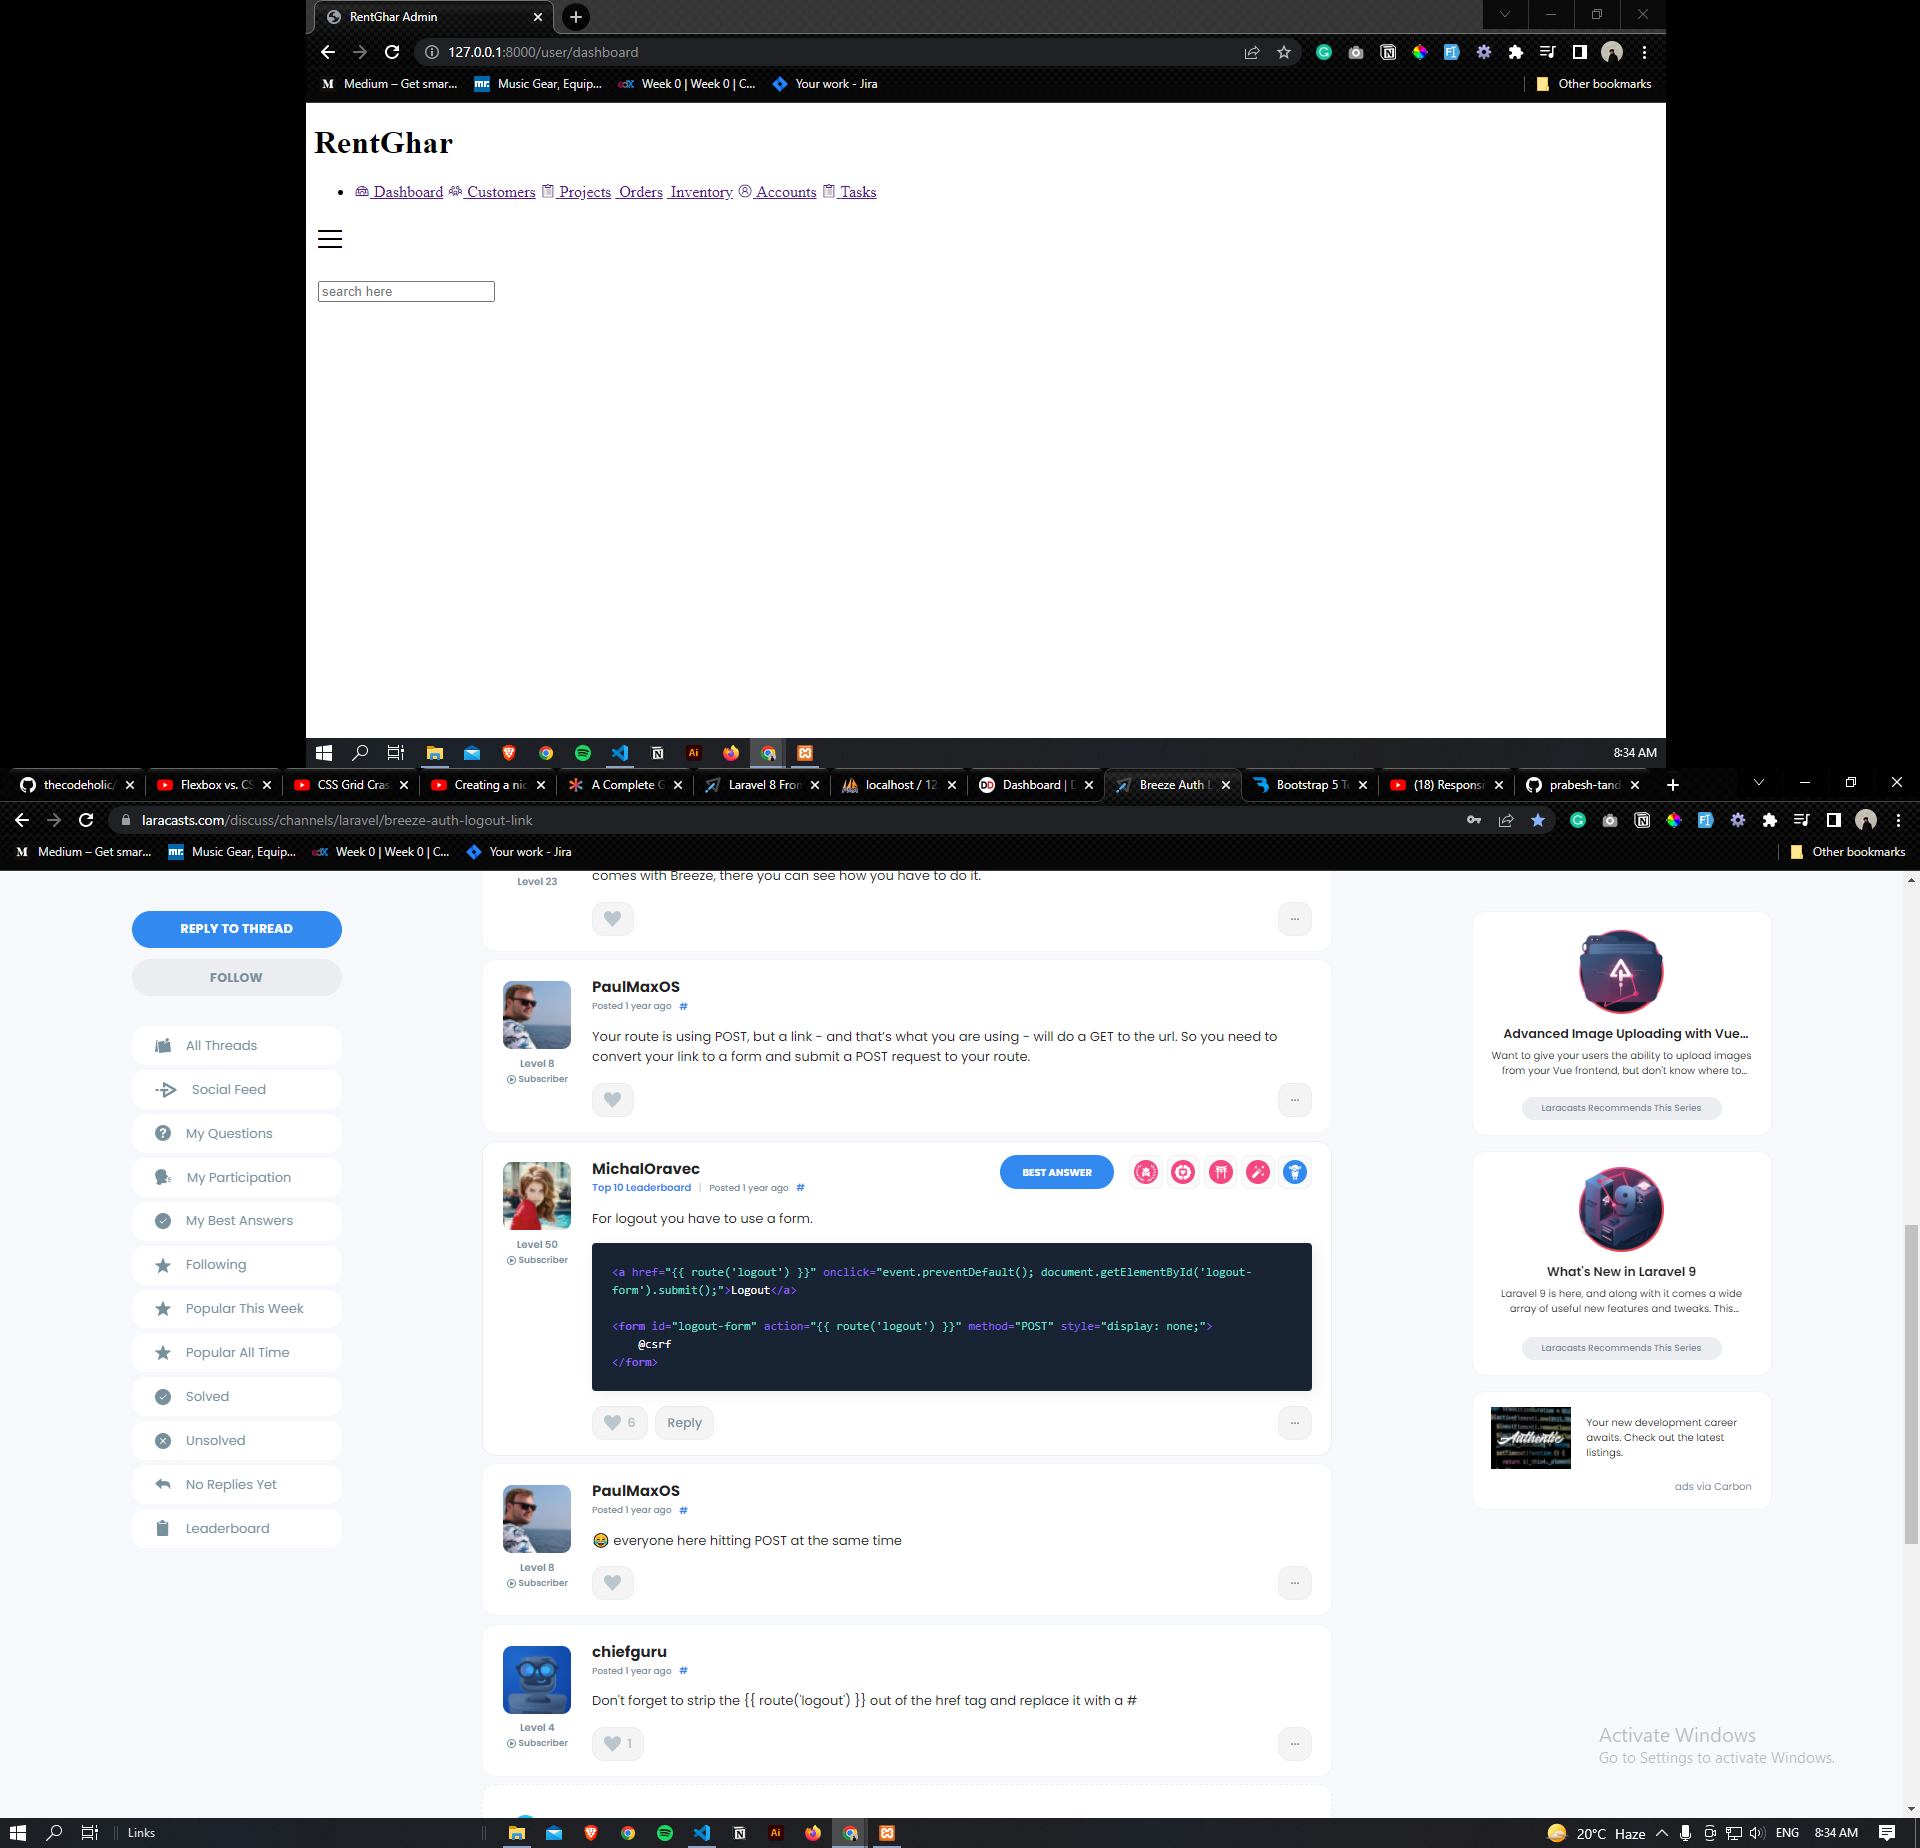 RentGhar Admin
127.0.0.1:8000/user/dashboard
Medium – Get smar...
Music Gear, Equip...
Week 0 | Week 0 | C...
Your work - Jira
Other bookmarks
RentGhar
Dashboard Customers Projects Orders Inventory Accounts Tasks
search here
8:34 AM
thecodeholic/
Flexbox vs. CS
CSS Grid Cras
Creating a nic
A Complete G
Laravel 8 Fron
localhost / 12
Dashboard | D
Breeze Auth L
Bootstrap 5 To
(18) Responsi
prabesh-tand
laracasts.com/discuss/channels/laravel/breeze-auth-logout-link
Medium – Get smar...
Music Gear, Equip...
Week 0 | Week 0 | C...
Your work - Jira
Other bookmarks
REPLY TO THREAD
FOLLOW
All Threads
Social Feed
My Questions
My Participation
My Best Answers
Following
Popular This Week
Popular All Time
Solved
Unsolved
No Replies Yet
Leaderboard
Level 23
comes with Breeze, there you can see how you have to do it.
PaulMaxOS
Posted 1 year ago #
Level 8
Subscriber
Your route is using POST, but a link - and that's what you are using - will do a GET to the url. So you need to
convert your link to a form and submit a POST request to your route.
MichalOravec
Top 10 Leaderboard | Posted 1 year ago #
BEST ANSWER
Level 50
Subscriber
For logout you have to use a form.
<a href="{{ route('logout') }}" onclick="event.preventDefault(); document.getElementById('logout-
form').submit();">Logout</a>
<form id="logout-form" action="{{ route('logout') }}" method="POST" style="display: none;">
@csrf
</form>
6
Reply
PaulMaxOS
Posted 1 year ago #
Level 8
Subscriber
😂 everyone here hitting POST at the same time
chiefguru
Posted 1 year ago #
Level 4
Subscriber
Don't forget to strip the {{ route('logout') }} out of the href tag and replace it with a #
1
Advanced Image Uploading with Vue...
Want to give your users the ability to upload images
from your Vue frontend, but don't know where to...
Laracasts Recommends This Series
What's New in Laravel 9
Laravel 9 is here, and along with it comes a wide
array of useful new features and tweaks. This...
Laracasts Recommends This Series
Authentic
Your new development career
awaits. Check out the latest
listings.
ads via Carbon
Activate Windows
Go to Settings to activate Windows.
Links
20°C Haze
ENG
8:34 AM